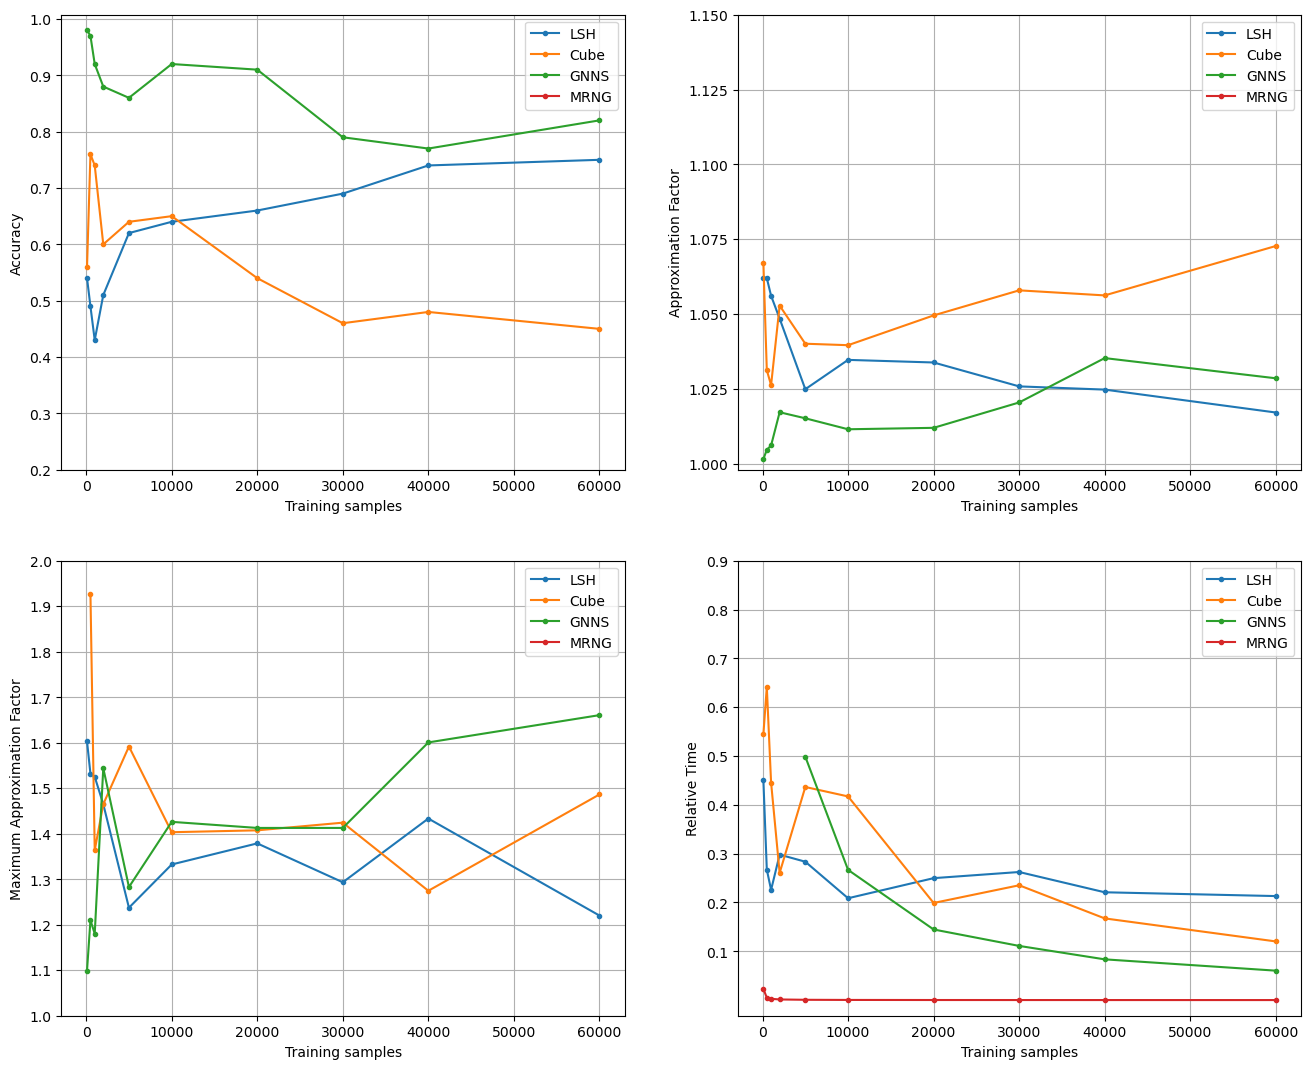 1.0
0.9
0.8
0.7
0.6
0.5
0.4
0.3
0.2
Accuracy
0 10000 20000 30000 40000 50000 60000
Training samples
LSH
Cube
GNNS
MRNG
1.150
1.125
1.100
1.075
1.050
1.025
1.000
Approximation Factor
0 10000 20000 30000 40000 50000 60000
Training samples
LSH
Cube
GNNS
MRNG
2.0
1.9
1.8
1.7
1.6
1.5
1.4
1.3
1.2
1.1
1.0
Maximum Approximation Factor
0 10000 20000 30000 40000 50000 60000
Training samples
LSH
Cube
GNNS
MRNG
0.9
0.8
0.7
0.6
0.5
0.4
0.3
0.2
0.1
Relative Time
0 10000 20000 30000 40000 50000 60000
Training samples
LSH
Cube
GNNS
MRNG